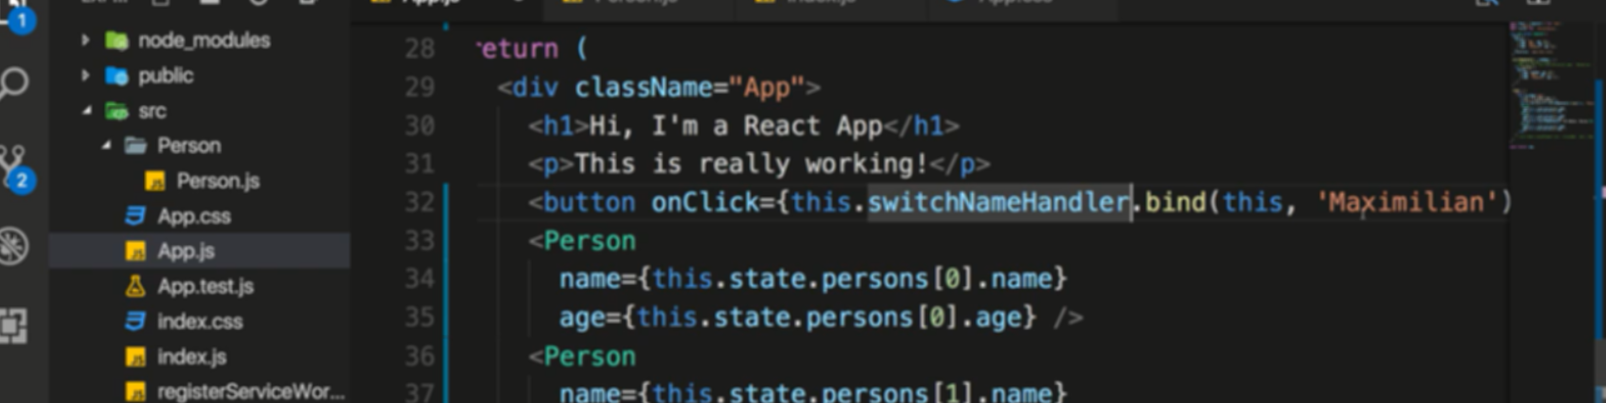 1
node_modules
public
src
Person
Person.js
2
App.css
App.js
App.test.js
index.css
index.js
registerServiceWor...
28 return (
29 <div className="App">
30 <h1>Hi, I'm a React App</h1>
31 <p>This is really working!</p>
32 <button onClick={this.switchNameHandler.bind(this, 'Maximilian')
33 <Person
34 name={this.state.persons[0].name}
35 age={this.state.persons[0].age} />
36 <Person
37 name={this.state.persons[1].name}